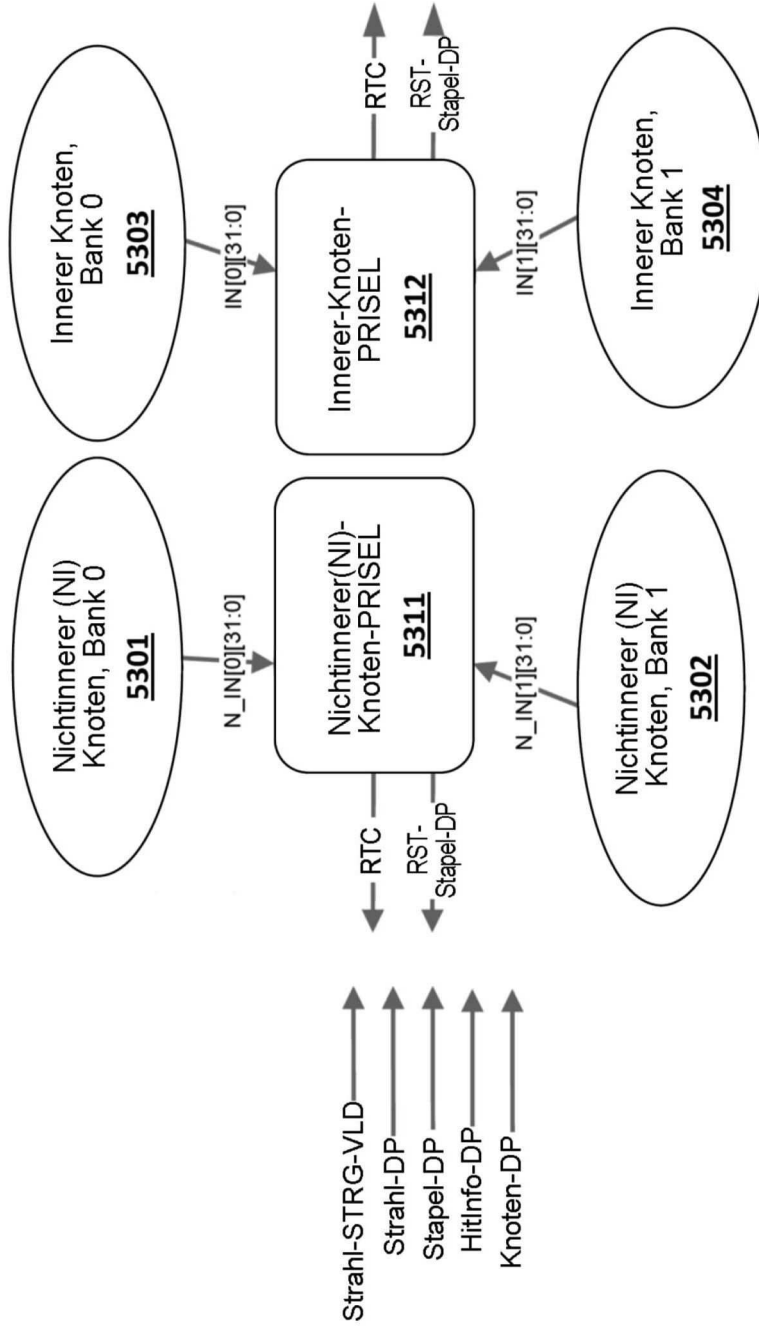 Nichtinnerer (NI)
Knoten, Bank 0
5301
Innerer Knoten,
Bank 0
5303
N_IN[0][31:0]
IN[0][31:0]
Strahl-STRG-VLD
Strahl-DP
Stapel-DP
HitInfo-DP
Knoten-DP
RTC
RST-
Stapel-DP
Nichtinnerer(NI)-
Knoten-PRISEL
5311
Innerer-Knoten-
PRISEL
5312
RTC
RST-
Stapel-DP
N_IN[1][31:0]
IN[1][31:0]
Nichtinnerer (NI)
Knoten, Bank 1
5302
Innerer Knoten,
Bank 1
5304